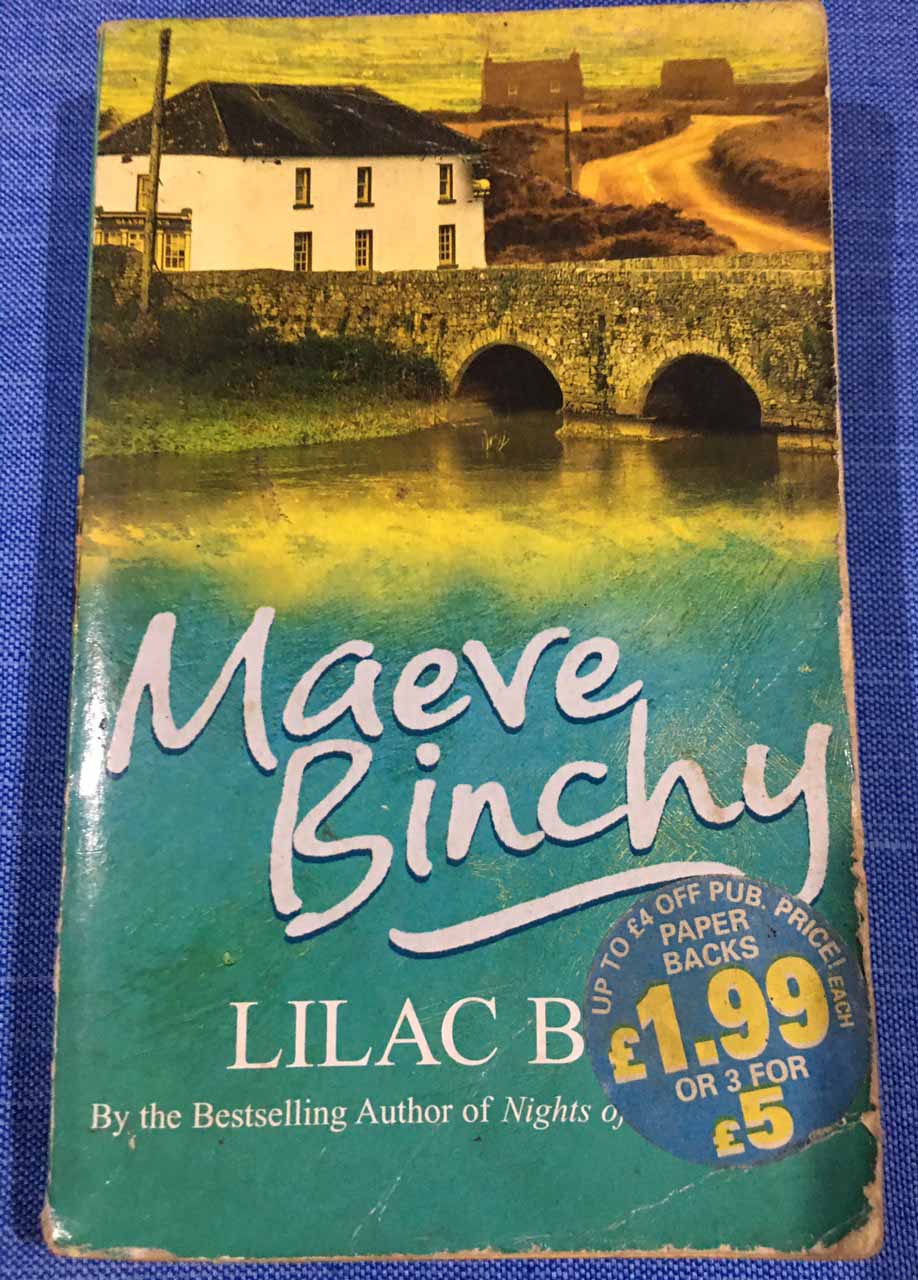 Maeve
Binchy
LILAC B
By the Bestselling Author of Nights of
UP TO £4 OFF PUB. PRICE! EACH
PAPER
BACKS
£1.99
OR 3 FOR
£5